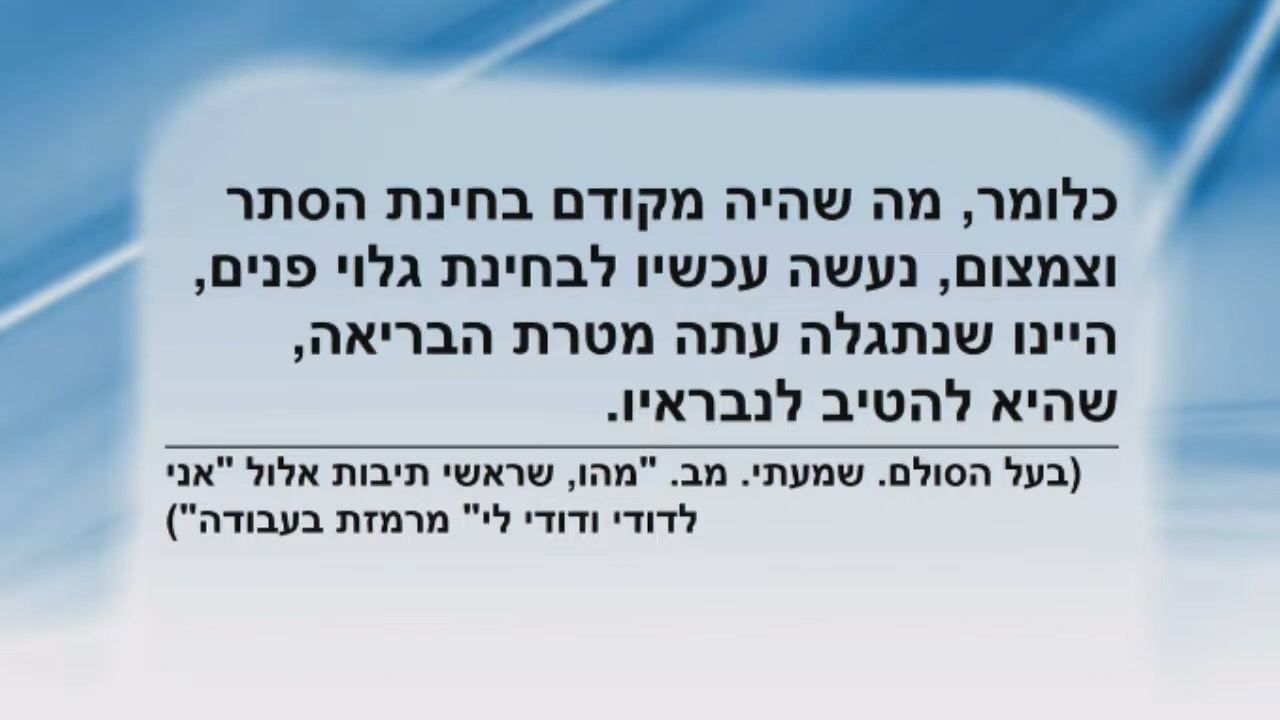 כלומר, מה שהיה מקודם בחינת הסתר
וצמצום, נעשה עכשיו לבחינת גלוי פנים,
היינו שנתגלה עתה מטרת הבריאה,
שהיא להטיב לנבראיו.
(בעל הסולם. שמעתי. מב. "מהו, שראשי תיבות אלול "אני
לדודי ודודי לי" מרמזת בעבודה")